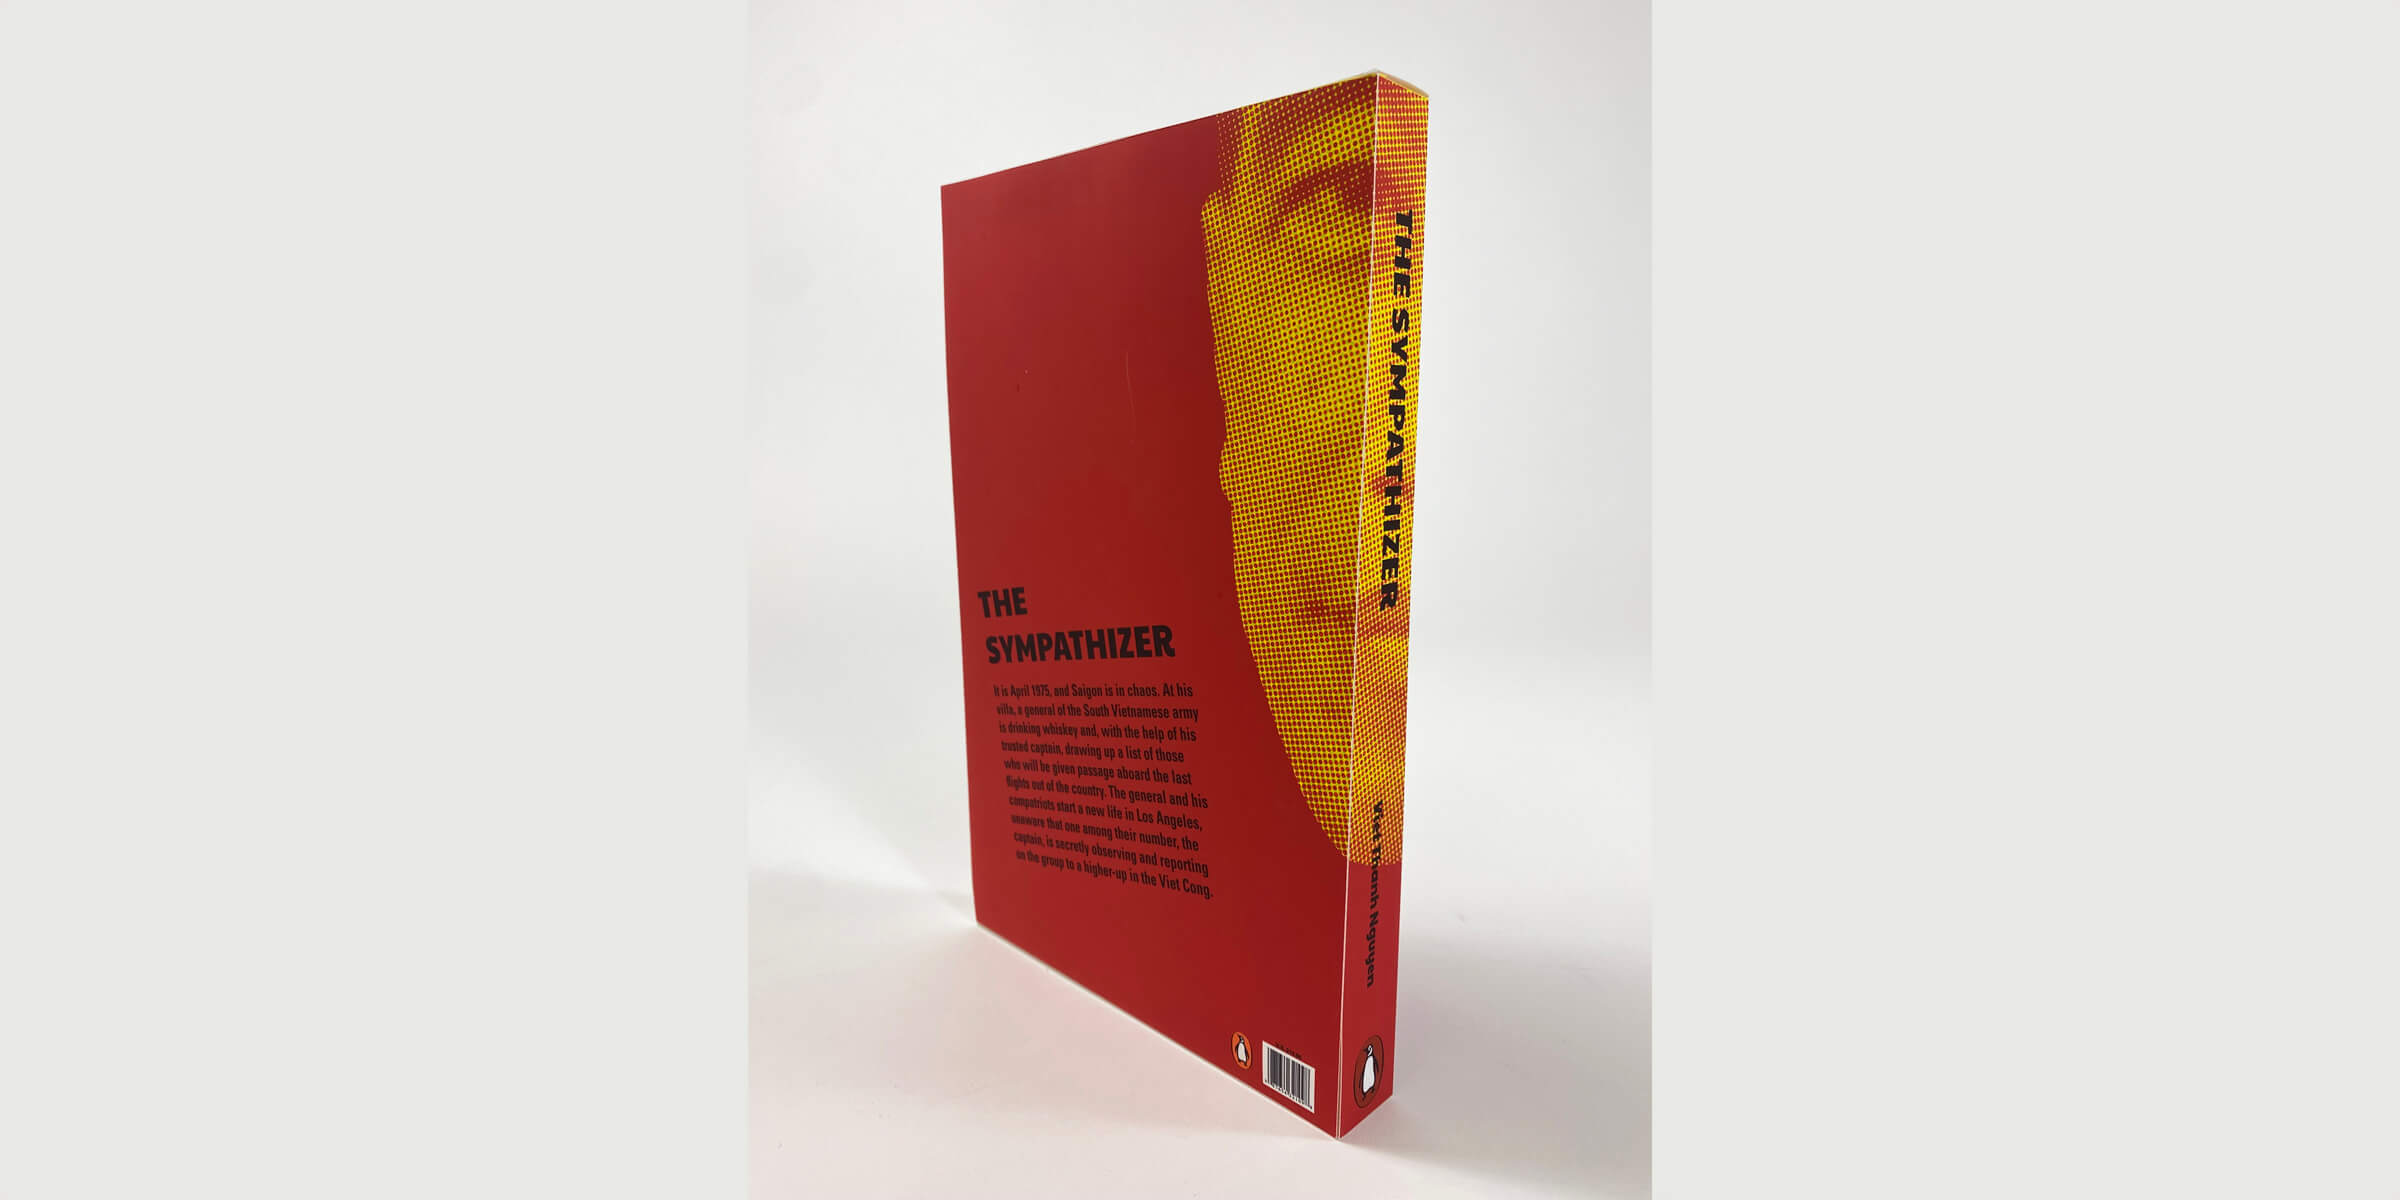 THE
SYMPATHIZER
It is April 1975, and Saigon is in chaos. At his
villa, a general of the South Vietnamese army
is drinking whiskey and, with the help of his
trusted captain, drawing up a list of those
who will be given passage aboard the last
flights out of the country. The general and his
compatriots start a new life in Los Angeles,
unaware that one among their number, the
captain, is secretly observing and reporting
on the group to a higher-up in the Viet Cong.
THE SYMPATHIZER
Viet Thanh Nguyen